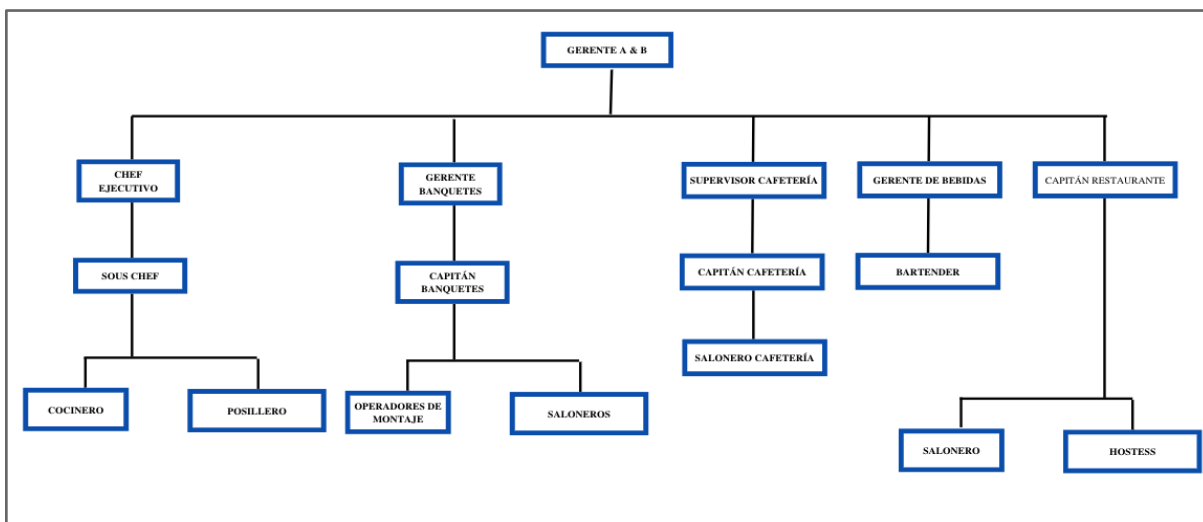 GERENTE A & B
CHEF
EJECUTIVO
GERENTE
BANQUETES
SUPERVISOR CAFETERÍA
GERENTE DE BEBIDAS
CAPITÁN RESTAURANTE
SOUS CHEF
CAPITÁN
BANQUETES
CAPITÁN CAFETERÍA
BARTENDER
SALONERO CAFETERÍA
COCINERO
POSILLERO
OPERADORES DE
MONTAJE
SALONEROS
SALONERO
HOSTESS